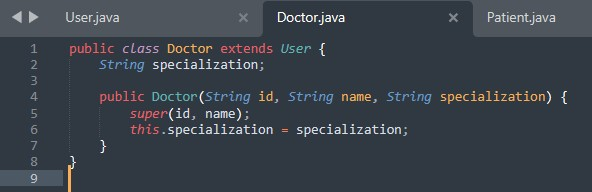 User.java
Doctor.java
Patient.java
1 public class Doctor extends User {
2     String specialization;
3
4     public Doctor(String id, String name, String specialization) {
5         super(id, name);
6         this.specialization = specialization;
7     }
8 }
9